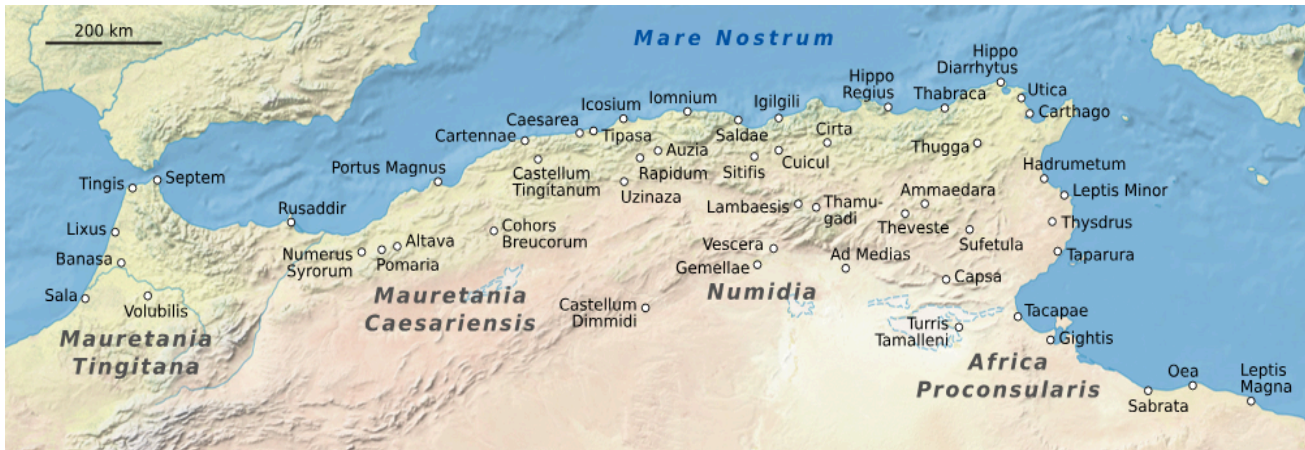 200 km
Mare Nostrum
Hippo
Diarrhytus
Hippo
Regius
Thabraca
Utica
Carthago
Iomnium
Igilgili
Icosium
Caesarea
Tipasa
Cartennae
Saldae
Cirta
Thugga
Auzia
Cuicul
Sitifis
Rapidum
Castellum
Tingitanum
Uzinaza
Portus Magnus
Hadrumetum
Leptis Minor
Tingis
Septem
Rusaddir
Lambaesis
Thamu-
gadi
Ammaedara
Theveste
Thysdrus
Lixus
Cohors
Breucorum
Altava
Numerus
Syrorum
Pomaria
Vescera
Sufetula
Taparura
Banasa
Gemellae
Ad Medias
Capsa
Sala
Volubilis
Mauretania
Caesariensis
Numidia
Castellum
Dimmidi
Tacapae
Turris
Tamalleni
Gightis
Mauretania
Tingitana
Africa
Proconsularis
Oea
Leptis
Magna
Sabrata